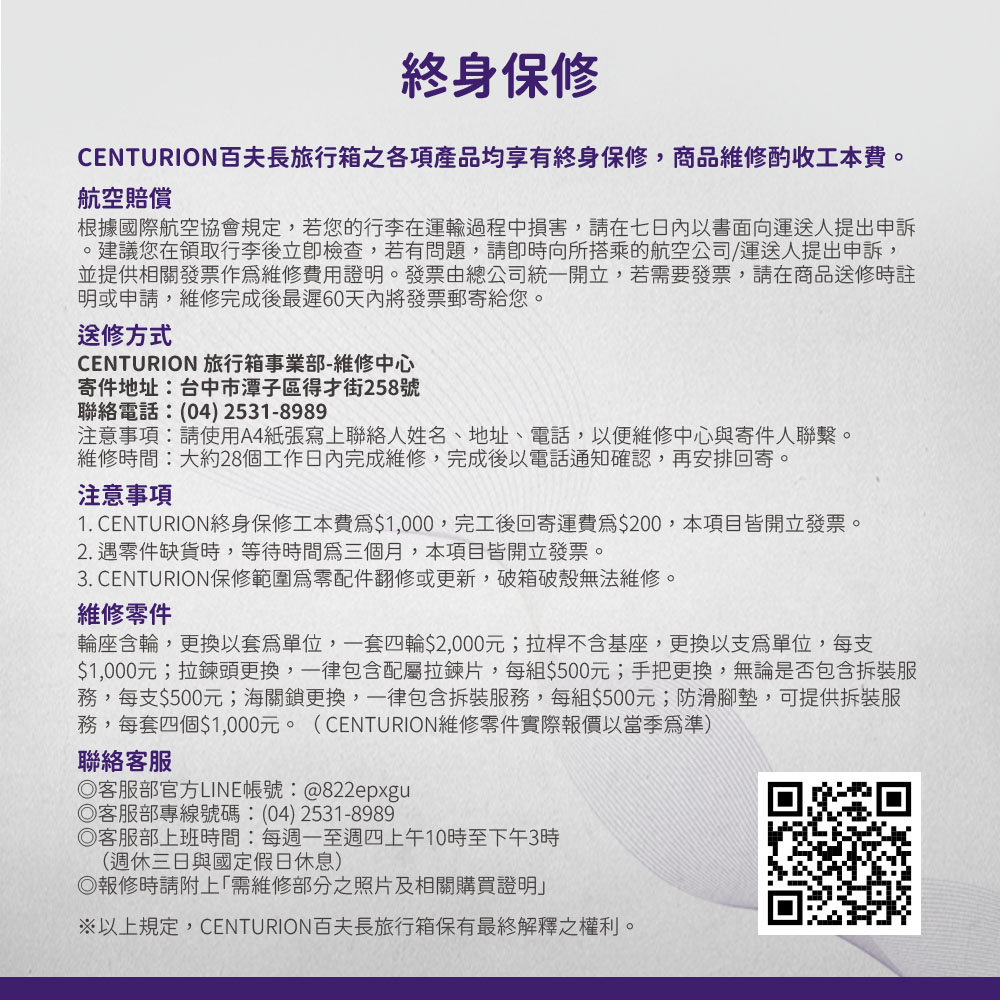 終身保修
CENTURION百夫長旅行箱之各項產品均享有終身保修，商品維修酌收工本費。
航空賠償
根據國際航空協會規定，若您的行李在運輸過程中損害，請在七日內以書面向運送人提出申訴
。建議您在領取行李後立即檢查，若有問題，請即時向所搭乘的航空公司/運送人提出申訴，
並提供相關發票作為維修費用證明。發票由總公司統一開立，若需要發票，請在商品送修時註
明或申請，維修完成後最遲60天內將發票郵寄給您。
送修方式
CENTURION 旅行箱事業部-維修中心
寄件地址：台中市潭子區得才街258號
聯絡電話：(04) 2531-8989
注意事項：請使用A4紙張寫上聯絡人姓名、地址、電話，以便維修中心與寄件人聯繫。
維修時間：大約28個工作日內完成維修，完成後以電話通知確認，再安排回寄。
注意事項
1. CENTURION終身保修工本費為$1,000，完工後回寄運費為$200，本項目皆開立發票。
2. 遇零件缺貨時，等待時間為三個月，本項目皆開立發票。
3. CENTURION保修範圍為零配件翻修或更新，破箱破殼無法維修。
維修零件
輪座含輪，更換以套為單位，一套四輪$2,000元；拉桿不含基座，更換以支為單位，每支
$1,000元；拉鍊頭更換，一律包含配屬拉鍊片，每組$500元；手把更換，無論是否包含拆裝服
務，每支$500元；海關鎖更換，一律包含拆裝服務，每組$500元；防滑腳墊，可提供拆裝服
務，每套四個$1,000元。（CENTURION維修零件實際報價以當季為準）
聯絡客服
◎客服部官方LINE帳號：@822epxgu
◎客服部專線號碼：(04) 2531-8989
◎客服部上班時間：每週一至週四上午10時至下午3時
（週休三日與國定假日休息）
◎報修時請附上「需維修部分之照片及相關購買證明」
※以上規定，CENTURION百夫長旅行箱保有最終解釋之權利。